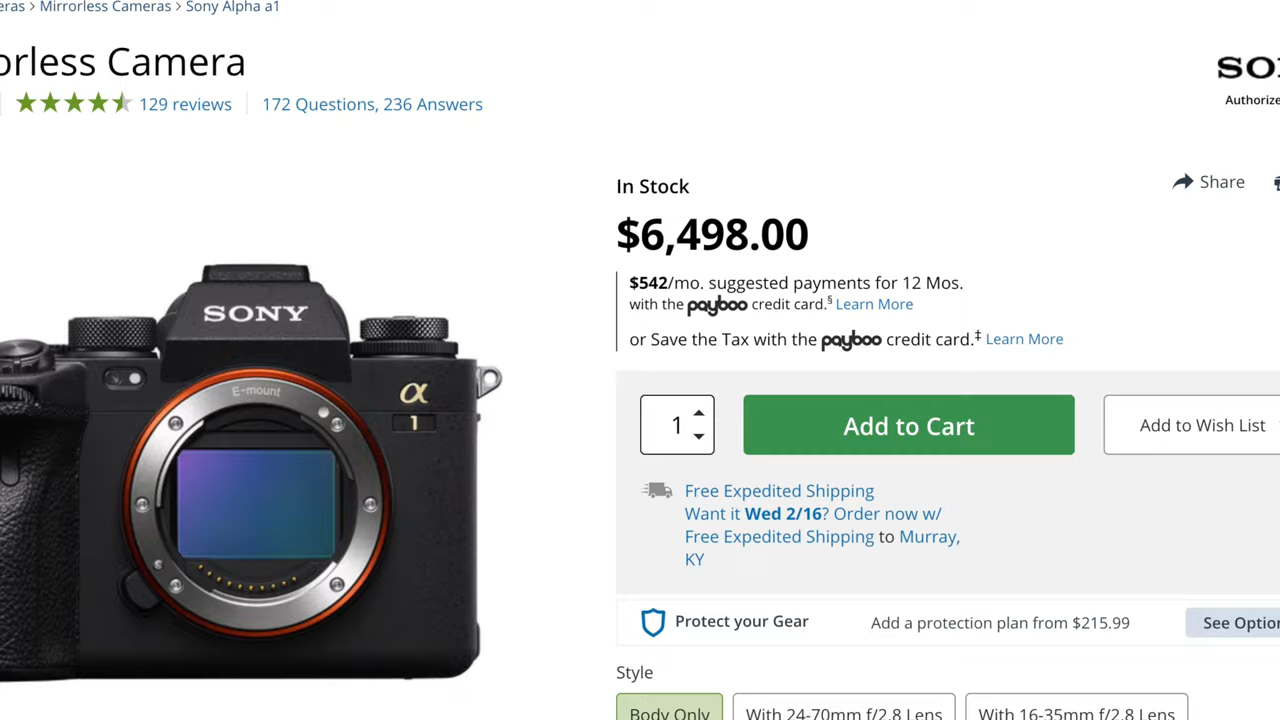 eras > Mirrorless Cameras > Sony Alpha a1
orless Camera
129 reviews
172 Questions, 236 Answers
SO
Authorize
Share
In Stock
$6,498.00
$542/mo. suggested payments for 12 Mos.
with the payboo credit card.§ Learn More
or Save the Tax with the payboo credit card.‡ Learn More
SONY
E-mount
α
1
1
Add to Cart
Add to Wish List
Free Expedited Shipping
Want it Wed 2/16? Order now w/
Free Expedited Shipping to Murray,
KY
Protect your Gear
Add a protection plan from $215.99
See Option
Style
Body Only
With 24-70mm f/2.8 Lens
With 16-35mm f/2.8 Lens